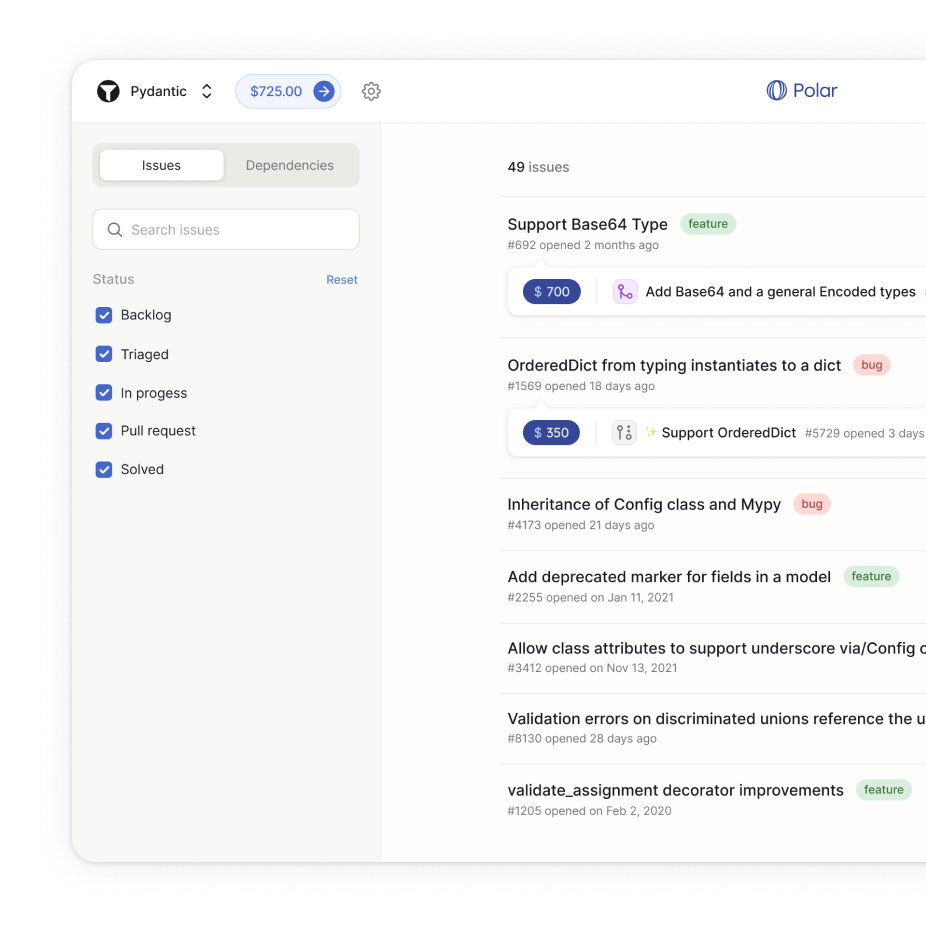 Pydantic
$725.00
Polar
Issues
Dependencies
Search issues
Status
Reset
Backlog
Triaged
In progess
Pull request
Solved
49 issues
Support Base64 Type feature
#692 opened 2 months ago
$ 700 Add Base64 and a general Encoded types
OrderedDict from typing instantiates to a dict bug
#1569 opened 18 days ago
$ 350 ✨ Support OrderedDict #5729 opened 3 days
Inheritance of Config class and Mypy bug
#4173 opened 21 days ago
Add deprecated marker for fields in a model feature
#2255 opened on Jan 11, 2021
Allow class attributes to support underscore via/Config
#3412 opened on Nov 13, 2021
Validation errors on discriminated unions reference the
#8130 opened 28 days ago
validate_assignment decorator improvements feature
#1205 opened on Feb 2, 2020